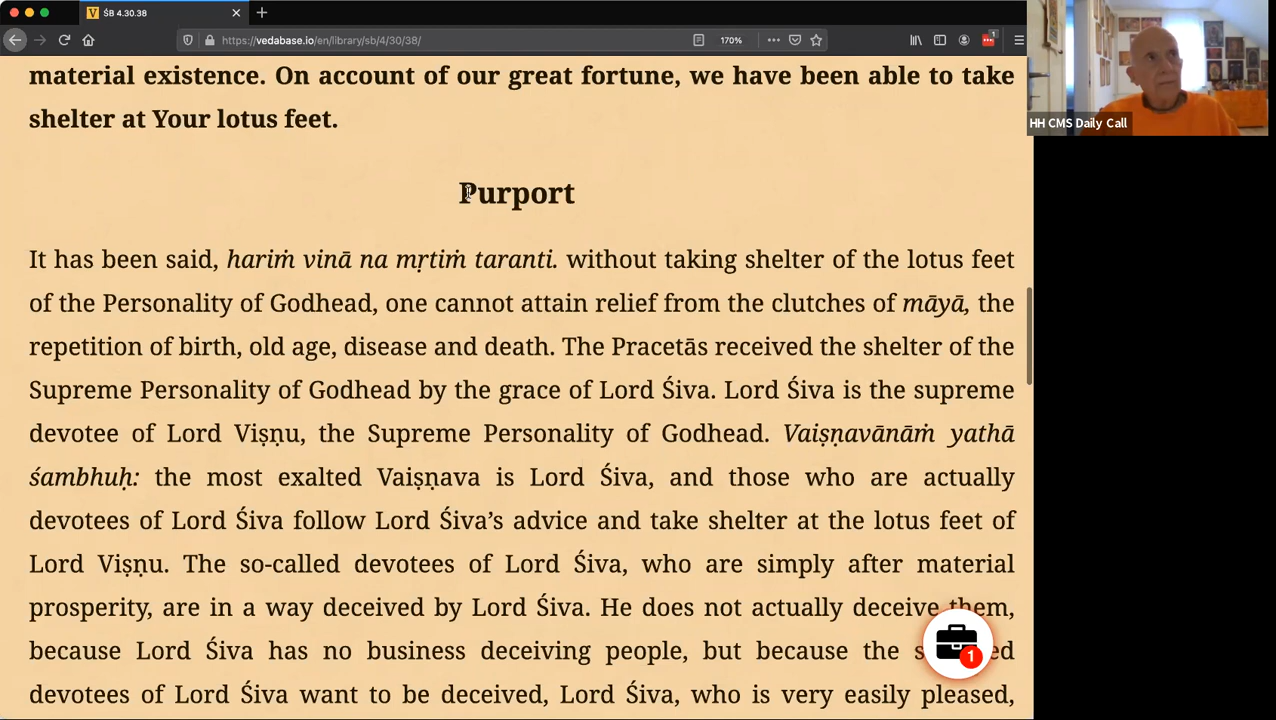 ŚB 4.30.38
https://vedabase.io/en/library/sb/4/30/38/
170%
1
HH CMS Daily Call
material existence. On account of our great fortune, we have been able to take
shelter at Your lotus feet.
Purport
It has been said, hariṁ vinā na mṛtiṁ taranti. without taking shelter of the lotus feet
of the Personality of Godhead, one cannot attain relief from the clutches of māyā, the
repetition of birth, old age, disease and death. The Pracetās received the shelter of the
Supreme Personality of Godhead by the grace of Lord Śiva. Lord Śiva is the supreme
devotee of Lord Viṣṇu, the Supreme Personality of Godhead. Vaiṣṇavānāṁ yathā
śambhuḥ: the most exalted Vaiṣṇava is Lord Śiva, and those who are actually
devotees of Lord Śiva follow Lord Śiva’s advice and take shelter at the lotus feet of
Lord Viṣṇu. The so-called devotees of Lord Śiva, who are simply after material
prosperity, are in a way deceived by Lord Śiva. He does not actually deceive them,
because Lord Śiva has no business deceiving people, but because the
devotees of Lord Śiva want to be deceived, Lord Śiva, who is very easily pleased,
1